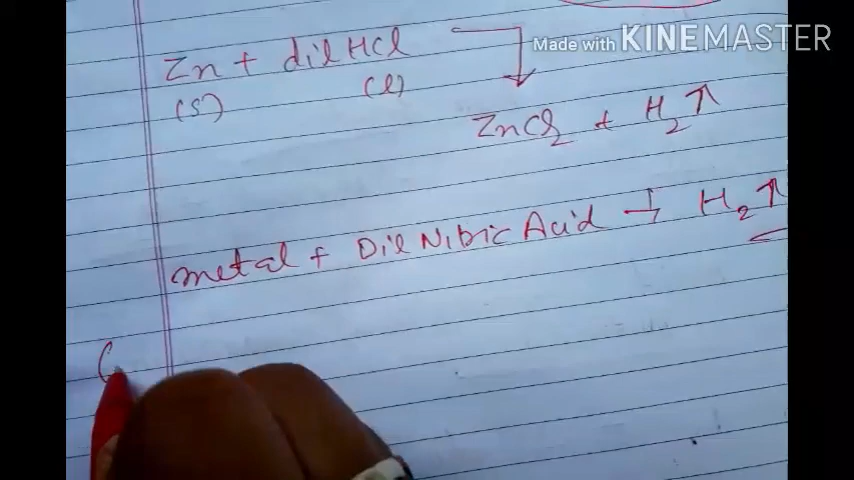 Made with KINEMASTER
Zn + dil HCl
(s) (l)
ZnCl2 + H2↑
metal + Dil Nitric Acid → H2↑
(